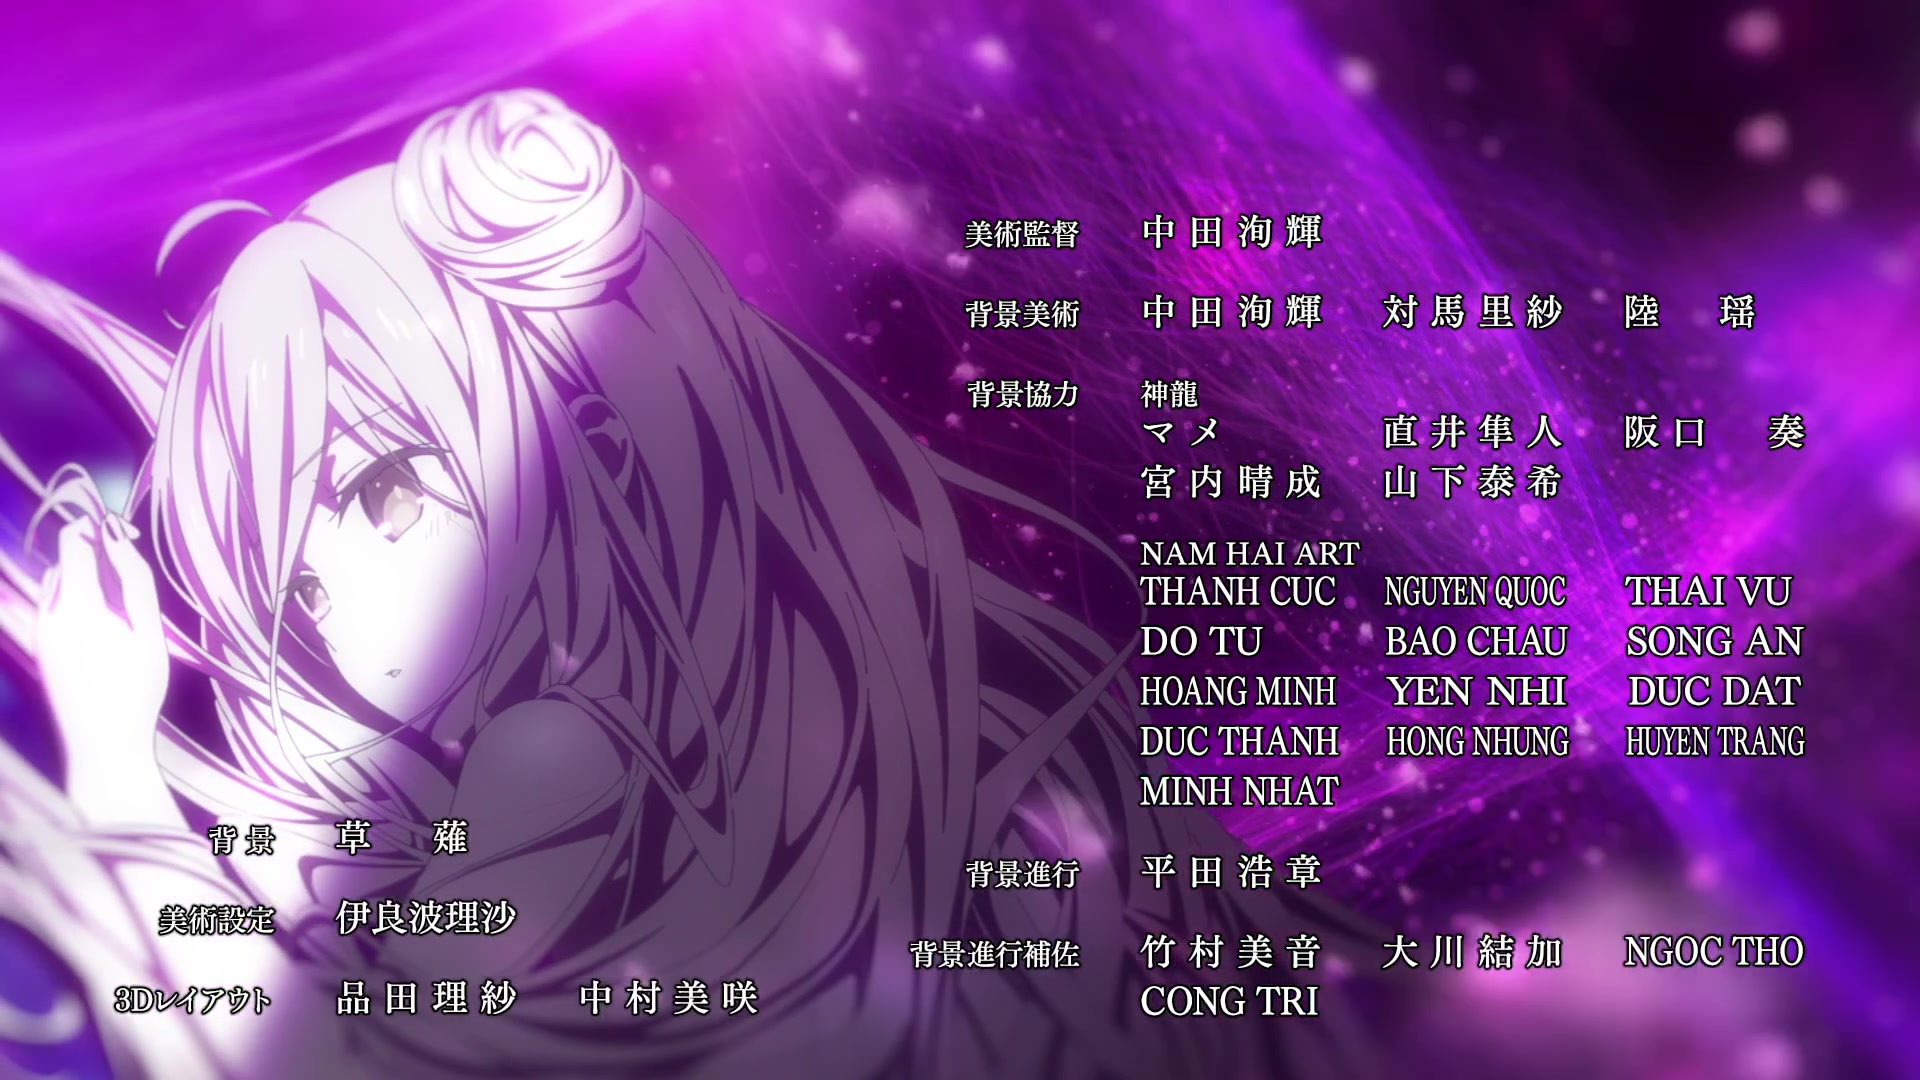 背景 草 薙
美術設定 伊良波理沙
3Dレイアウト 品田理紗 中村美咲
美術監督 中田洵輝
背景美術 中田洵輝 対馬里紗 陸 瑶
背景協力 神龍
マメ 直井隼人 阪口 奏
宮内晴成 山下泰希
NAM HAI ART
THANH CUC NGUYEN QUOC THAI VU
DO TU BAO CHAU SONG AN
HOANG MINH YEN NHI DUC DAT
DUC THANH HONG NHUNG HUYEN TRANG
MINH NHAT
背景進行 平田浩章
背景進行補佐 竹村美音 大川結加 NGOC THO
CONG TRI